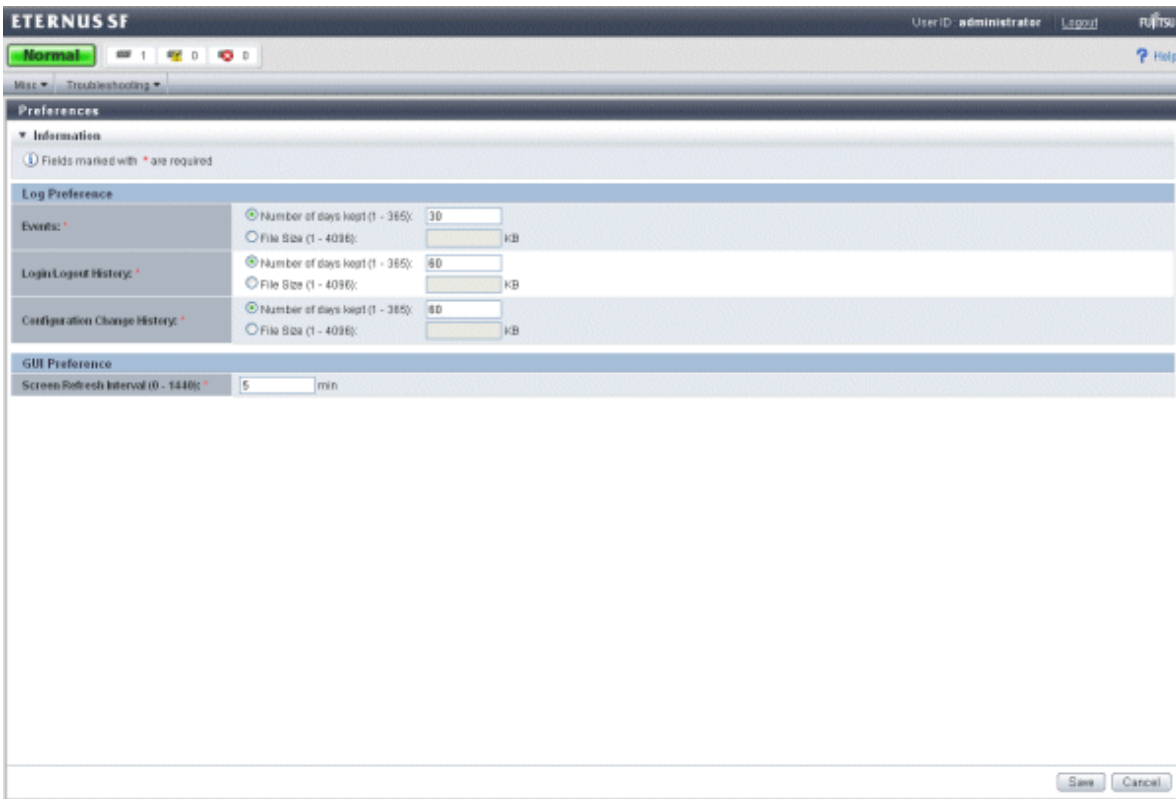 ETERNUS SF
UserID: administrator Logout FUJITSU
Normal 1 0 0 Help
Misc Troubleshooting
Preferences
Information
Fields marked with * are required
Log Preference
Events: *
Number of days kept (1 - 365): 30
File Size (1 - 4096): KB
Login/Logout History: *
Number of days kept (1 - 365): 60
File Size (1 - 4096): KB
Configuration Change History: *
Number of days kept (1 - 365): 60
File Size (1 - 4096): KB
GUI Preference
Screen Refresh Interval (0 - 1440): * 5 min
Save Cancel